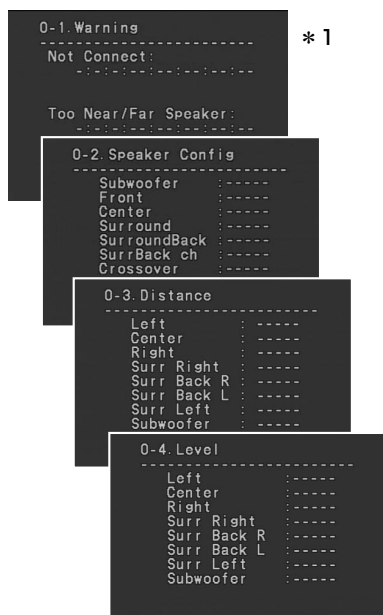 0-1.Warning
--------------------------
Not Connect:
-:-:-:--:--:--:--:--
Too Near/Far Speaker:
-:-:-:--:--:--:--:--
*1
0-2.Speaker Config
--------------------------
Subwoofer :-----
Front :-----
Center :-----
Surround :-----
SurroundBack :-----
SurrBack ch :-----
Crossover :-----
0-3.Distance
--------------------------
Left : -----
Center : -----
Right : -----
Surr Right : -----
Surr Back R : -----
Surr Back L : -----
Surr Left : -----
Subwoofer : -----
0-4.Level
--------------------------
Left :-----
Center :-----
Right :-----
Surr Right :-----
Surr Back R :-----
Surr Back L :-----
Surr Left :-----
Subwoofer :-----